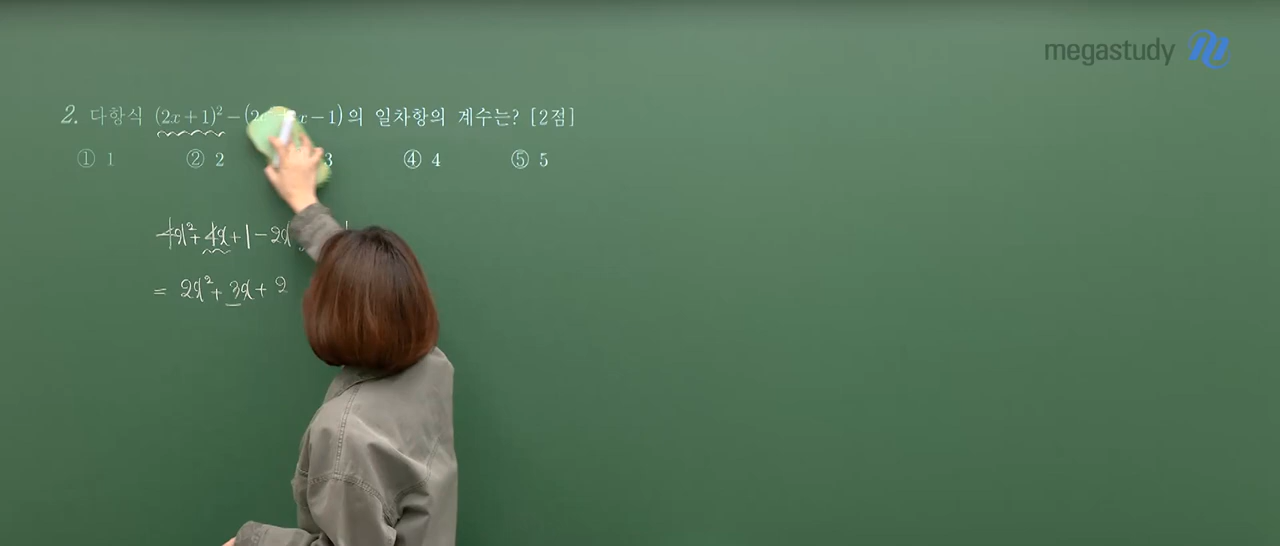 megastudy
2. 다항식 (2x+1)²-(2 x-1)의 일차항의 계수는? [2점]
① 1 ② 2 3 ④ 4 ⑤ 5
4x²+4x+1-2x
= 2x²+3x+2